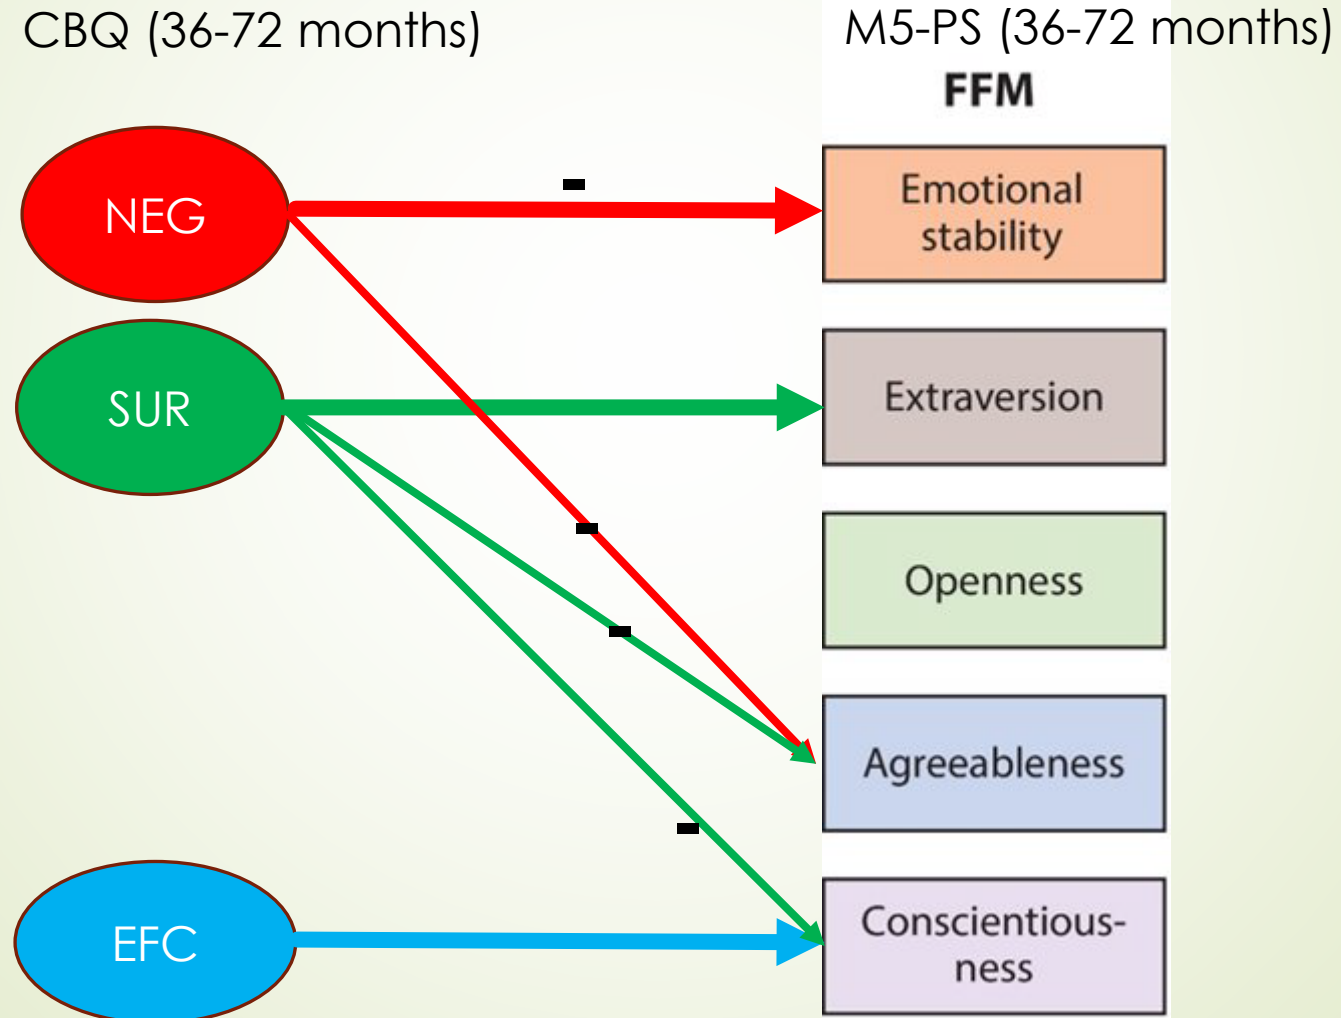 CBQ (36-72 months)
M5-PS (36-72 months)
FFM
NEG
-
Emotional
stability
SUR
Extraversion
-
Openness
-
Agreeableness
-
EFC
Conscientious-
ness